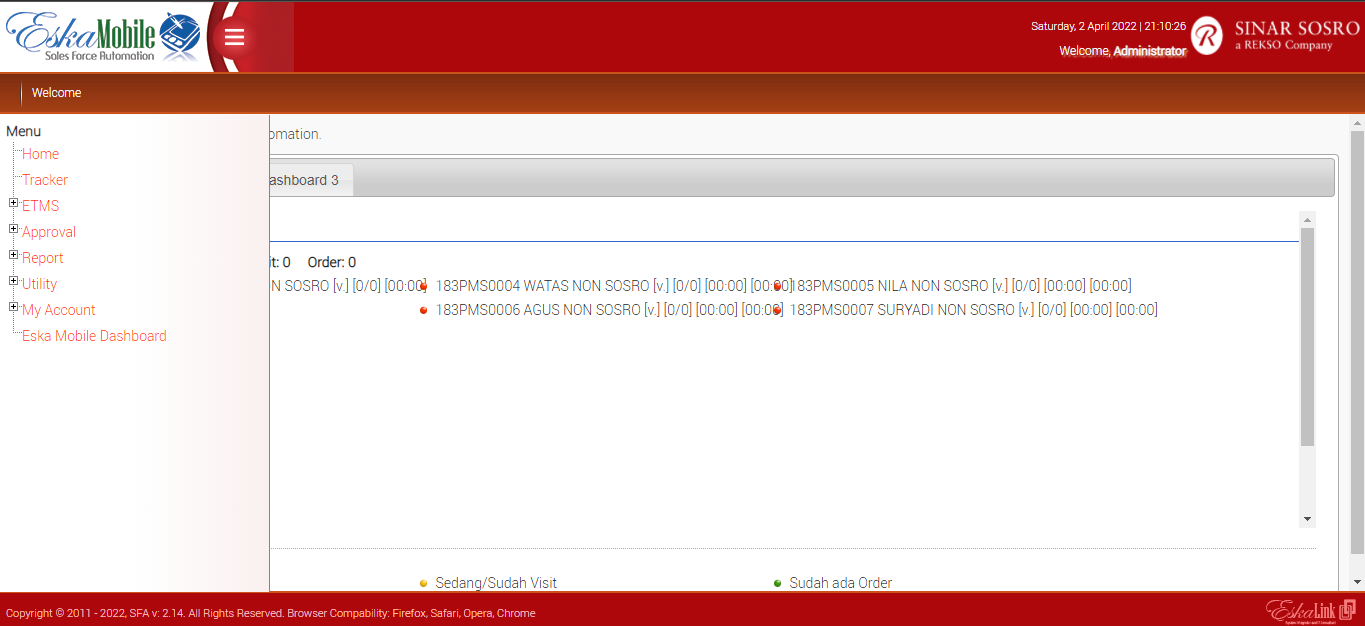 EskaMobile
Sales Force Automation
Saturday, 2 April 2022 | 21:10:26
Welcome, Administrator
R
SINAR SOSRO
a REKSO Company
Welcome
Menu
Home
Tracker
ETMS
Approval
Report
Utility
My Account
Eska Mobile Dashboard
omation.
ashboard 3
it: 0 Order: 0
N SOSRO [v.] [0/0] [00:00] 183PMS0004 WATAS NON SOSRO [v.] [0/0] [00:00] [00:00] 183PMS0005 NILA NON SOSRO [v.] [0/0] [00:00] [00:00]
183PMS0006 AGUS NON SOSRO [v.] [0/0] [00:00] [00:00] 183PMS0007 SURYADI NON SOSRO [v.] [0/0] [00:00] [00:00]
Sedang/Sudah Visit Sudah ada Order
Copyright © 2011 - 2022, SFA v: 2.14. All Rights Reserved. Browser Compability: Firefox, Safari, Opera, Chrome
EskaLink